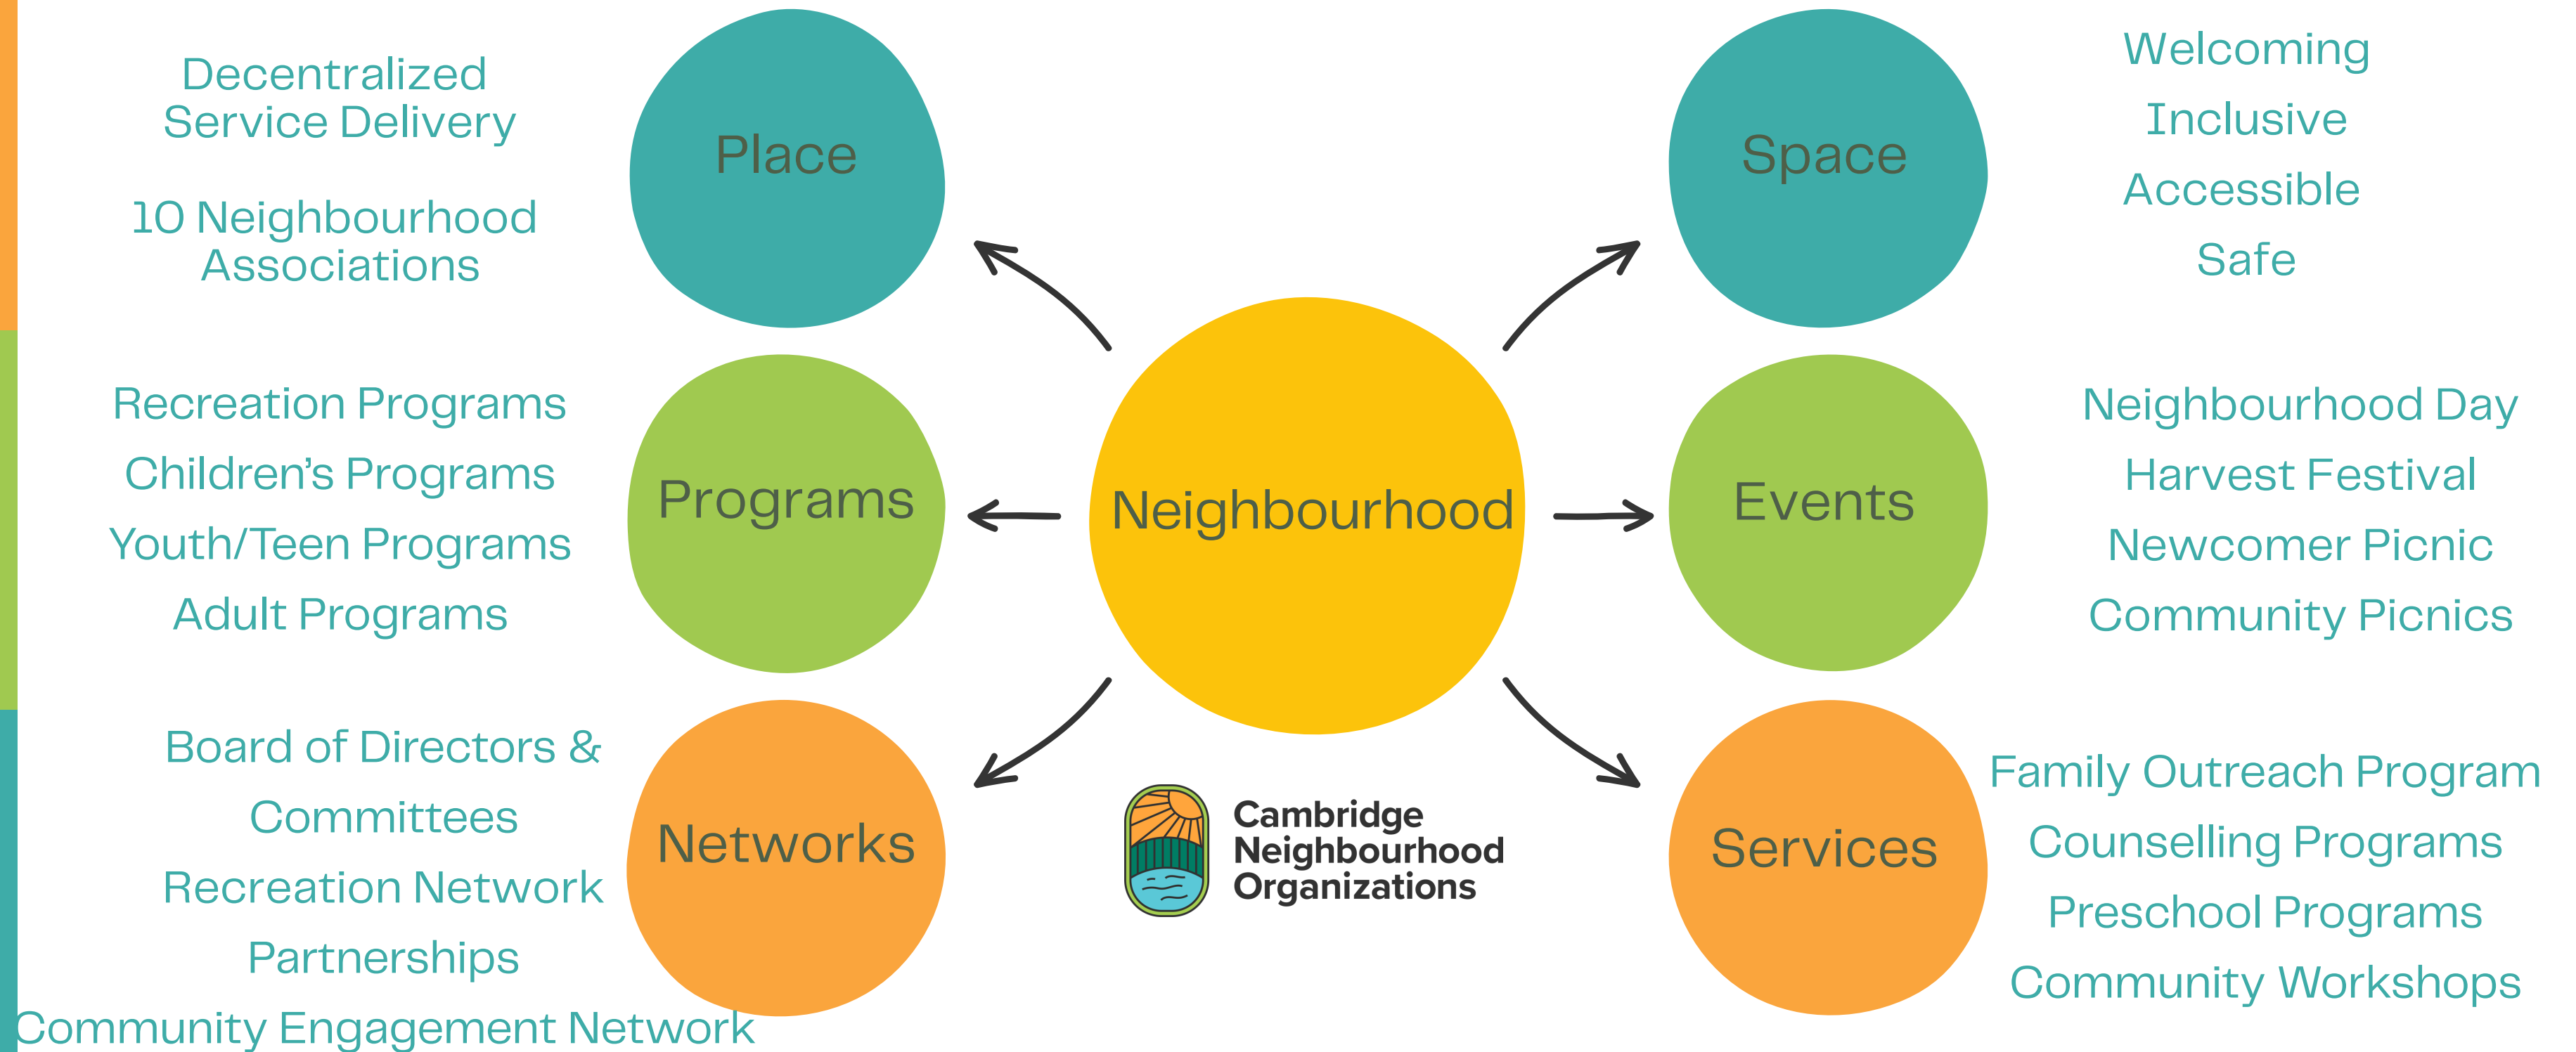 Decentralized
Service Delivery
10 Neighbourhood
Associations
Place
Space
Welcoming
Inclusive
Accessible
Safe
Recreation Programs
Children's Programs
Youth/Teen Programs
Adult Programs
Programs
Neighbourhood
Events
Neighbourhood Day
Harvest Festival
Newcomer Picnic
Community Picnics
Board of Directors &
Committees
Recreation Network
Partnerships
Community Engagement Network
Networks
Cambridge
Neighbourhood
Organizations
Services
Family Outreach Program
Counselling Programs
Preschool Programs
Community Workshops